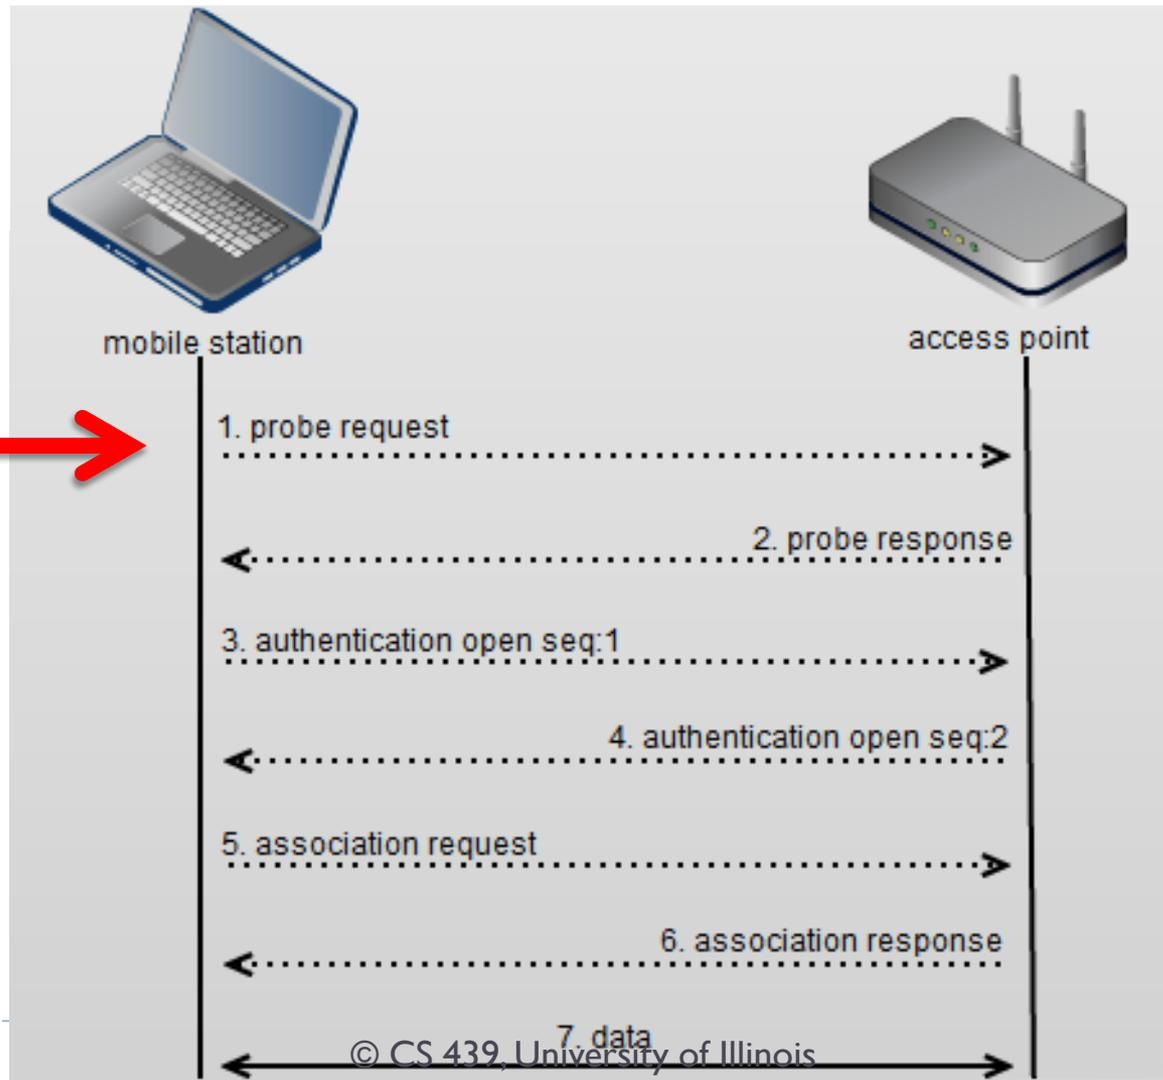 mobile station
access point
1. probe request
2. probe response
3. authentication open seq:1
4. authentication open seq:2
5. association request
6. association response
7. data
© CS 439, University of Illinois